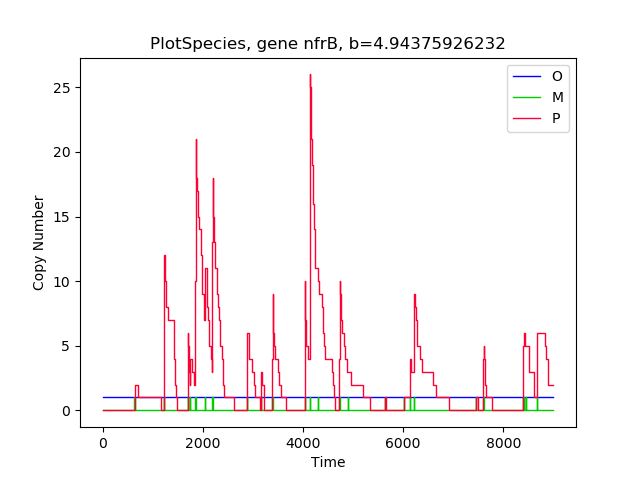 PlotSpecies, gene nfrB, b=4.94375926232
O
M
P
25
20
15
10
5
0
Copy Number
0 2000 4000 6000 8000
Time